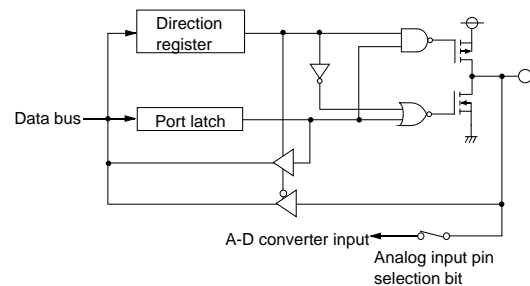 Direction
register
Data bus
Port latch
A-D converter input
Analog input pin
selection bit